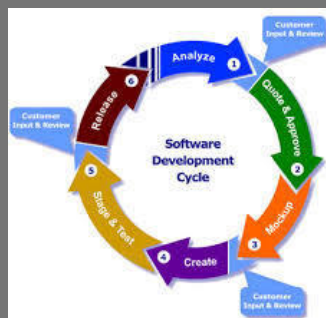 Customer
Input & Review
Analyze
1
Quote & Approve
2
Mockup
3
Customer
Input & Review
Create
4
Stage & Test
5
Customer
Input & Review
Release
6
Software
Development
Cycle